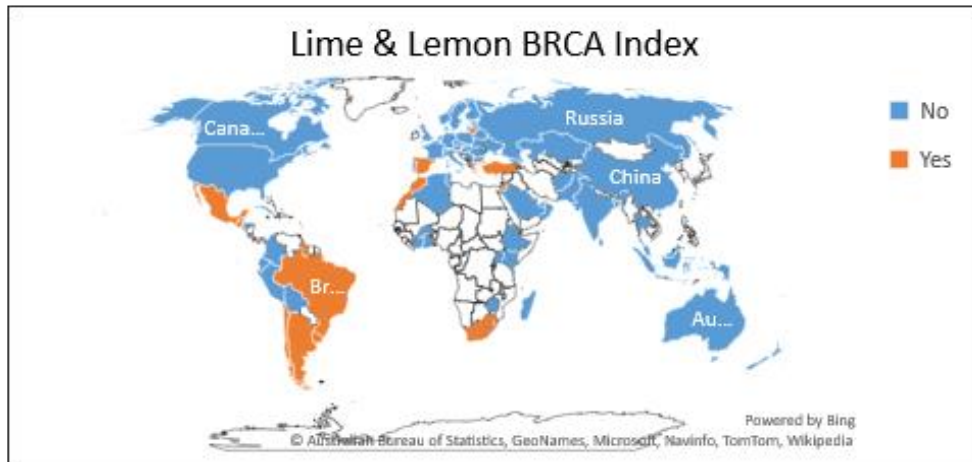 Lime & Lemon BRCA Index
No
Yes
Cana...
Russia
China
Br...
Au...
Powered by Bing
© Australian Bureau of Statistics, GeoNames, Microsoft, Navinfo, TomTom, Wikipedia